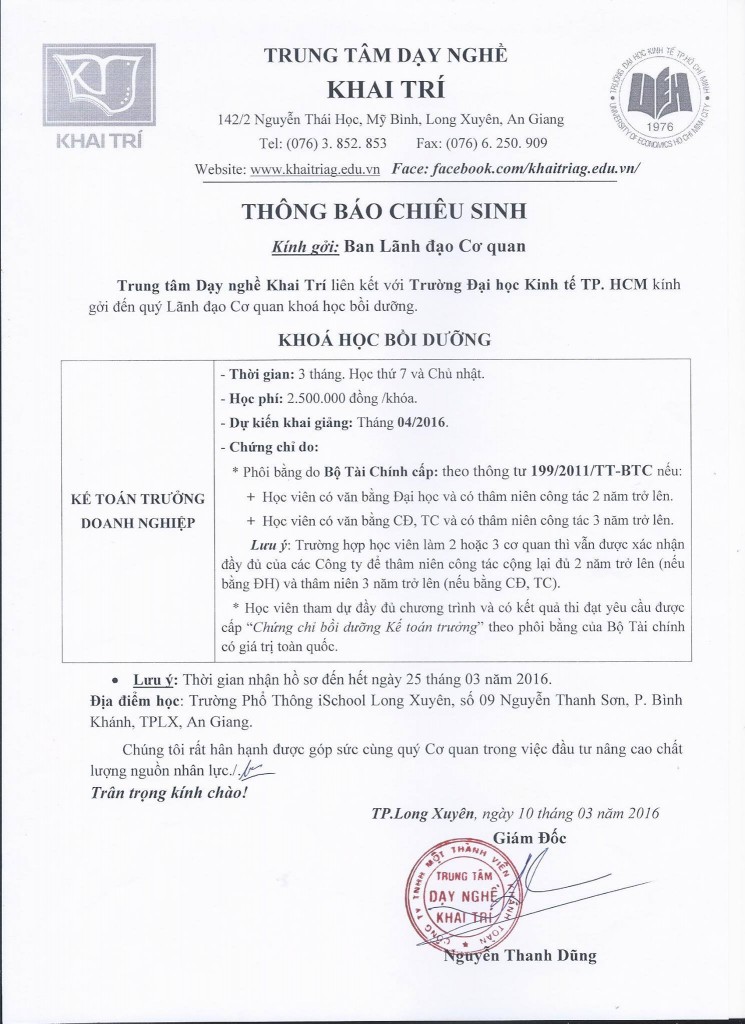 KHAI TRÍ
TRUNG TÂM DẠY NGHỀ
KHAI TRÍ
142/2 Nguyễn Thái Học, Mỹ Bình, Long Xuyên, An Giang
Tel: (076) 3. 852. 853 Fax: (076) 6. 250. 909
Website: www.khaitriag.edu.vn Face: facebook.com/khaitriag.edu.vn/
TRƯỜNG ĐẠI HỌC KINH TẾ TP HỒ CHÍ MINH
UEH
1976
UNIVERSITY OF ECONOMICS HO CHI MINH CITY
THÔNG BÁO CHIÊU SINH
Kính gởi: Ban Lãnh đạo Cơ quan
Trung tâm Dạy nghề Khai Trí liên kết với Trường Đại học Kinh tế TP. HCM kính
gởi đến quý Lãnh đạo Cơ quan khoá học bồi dưỡng.
KHOÁ HỌC BỒI DƯỠNG
KẾ TOÁN TRƯỞNG
DOANH NGHIỆP
- Thời gian: 3 tháng. Học thứ 7 và Chủ nhật.
- Học phí: 2.500.000 đồng /khóa.
- Dự kiến khai giảng: Tháng 04/2016.
- Chứng chỉ do:
* Phôi bằng do Bộ Tài Chính cấp: theo thông tư 199/2011/TT-BTC nếu:
+ Học viên có văn bằng Đại học và có thâm niên công tác 2 năm trở lên.
+ Học viên có văn bằng CĐ, TC và có thâm niên công tác 3 năm trở lên.
Lưu ý: Trường hợp học viên làm 2 hoặc 3 cơ quan thì vẫn được xác nhận
đầy đủ của các Công ty để thâm niên công tác cộng lại đủ 2 năm trở lên (nếu
bằng ĐH) và thâm niên 3 năm trở lên (nếu bằng CĐ, TC).
* Học viên tham dự đầy đủ chương trình và có kết quả thi đạt yêu cầu được
cấp “Chứng chỉ bồi dưỡng Kế toán trưởng” theo phôi bằng của Bộ Tài chính
có giá trị toàn quốc.
• Lưu ý: Thời gian nhận hồ sơ đến hết ngày 25 tháng 03 năm 2016.
Địa điểm học: Trường Phổ Thông iSchool Long Xuyên, số 09 Nguyễn Thanh Sơn, P. Bình
Khánh, TPLX, An Giang.
Chúng tôi rất hân hạnh được góp sức cùng quý Cơ quan trong việc đầu tư nâng cao chất
lượng nguồn nhân lực./.
Trân trọng kính chào!
TP.Long Xuyên, ngày 10 tháng 03 năm 2016
Giám Đốc
CÔNG TY TNHH MỘT THÀNH VIÊN KHÁNH TOÀN
TRUNG TÂM
DẠY NGHỀ
KHAI TRÍ
Nguyễn Thanh Dũng